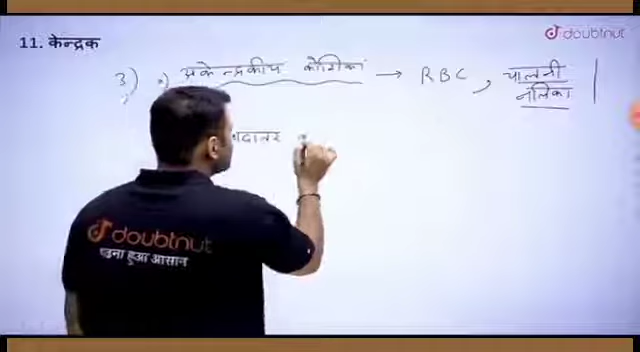 11. केन्द्रक
doubtnut
3) अकेन्द्रकीय कोशिका → RBC, चालनी
नलिका
doubtnut
पढ़ना हुआ आसान